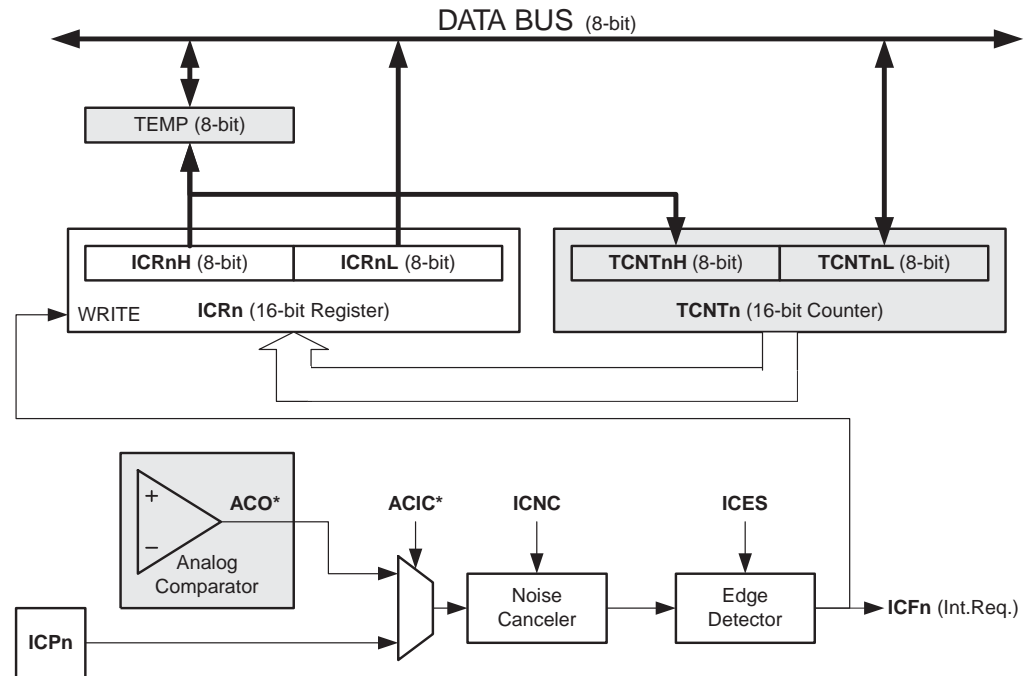 DATA BUS (8-bit)
TEMP (8-bit)
ICRnH (8-bit) ICRnL (8-bit) TCNTnH (8-bit) TCNTnL (8-bit)
WRITE ICRn (16-bit Register) TCNTn (16-bit Counter)
+
−
ACO*
Analog
Comparator
ACIC* ICNC ICES
Noise
Canceler
Edge
Detector
ICFn (Int.Req.)
ICPn